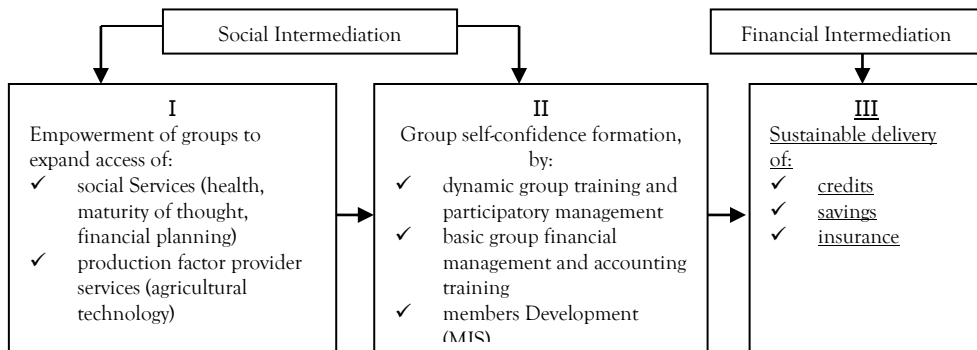 Social Intermediation
Financial Intermediation
I
Empowerment of groups to
expand access of:
✓ social Services (health,
maturity of thought,
financial planning)
✓ production factor provider
services (agricultural
technology)
II
Group self-confidence formation,
by:
✓ dynamic group training and
participatory management
✓ basic group financial
management and accounting
training
✓ members Development
III
Sustainable delivery
of:
✓ credits
✓ savings
✓ insurance